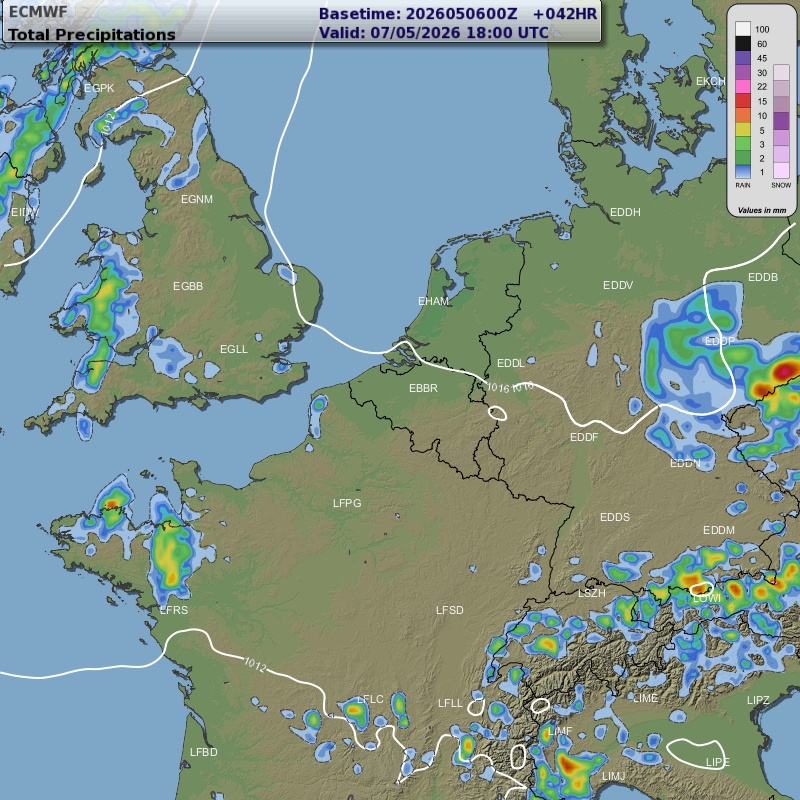 ECMWF
Basetime: 2026050600Z +042HR
Total Precipitations
Valid: 07/05/2026 18:00 UTC
100
60
45
30
22
15
10
5
3
2
1
RAIN
SNOW
Values in mm
EGPK
EKCH
1012
EGNM
EIDW
EDDH
EDDB
EGBB
EDDV
EHAM
EDDP
EGLL
EDDL
EBBR
1016
1016
EDDF
EDDN
LFPG
EDDS
EDDM
LSZH
LOWI
LFRS
LFSD
1012
LFLC
LFLL
LIME
LIPZ
LIMF
LFBD
LIPE
LIMJ